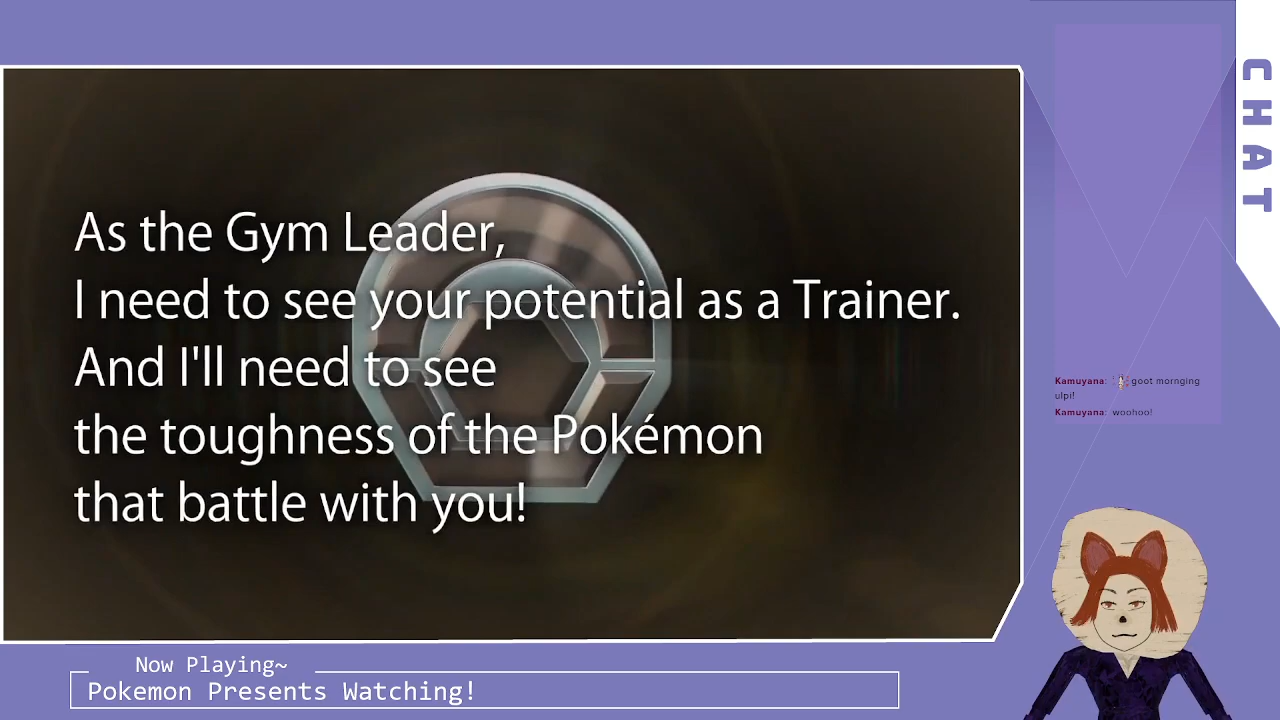 As the Gym Leader,
I need to see your potential as a Trainer.
And I'll need to see
the toughness of the Pokémon
that battle with you!
CHAT
Kamuyana: goot mornging
ulpi!
Kamuyana: woohoo!
Now Playing~
Pokemon Presents Watching!